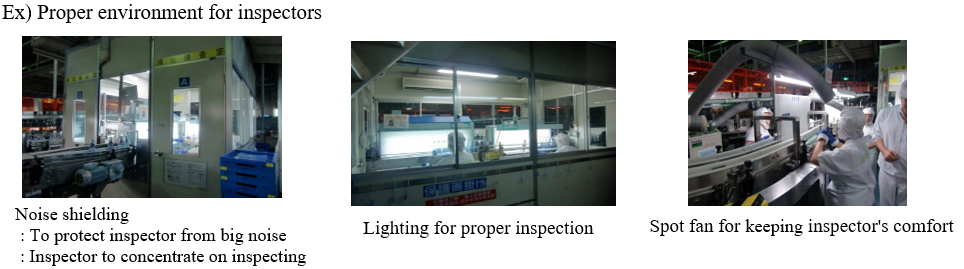 Ex) Proper environment for inspectors
Noise shielding
: To protect inspector from big noise
: Inspector to concentrate on inspecting
Lighting for proper inspection
Spot fan for keeping inspector's comfort